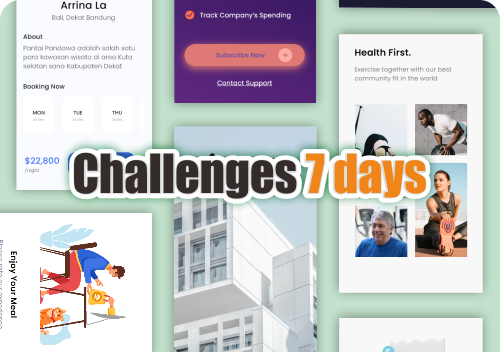 Arrina La
Bali, Dekat Bandung
About
Pantai Pandawa adalah salah satu
para kawasan wisata di area Kuta
selatan sana Kabupaten Dekat
Booking Now
MON
TUE
THU
$22,800
/night
Track Company's Spending
Subscribe Now
Contact Support
Health First.
Exercise together with our best
community fit in the world
Challenges 7 days
Enjoy Your Meal